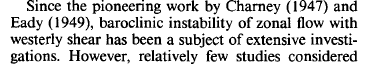 Since the pioneering work by Charney (1947) and
Eady (1949), baroclinic instability of zonal flow with
westerly shear has been a subject of extensive investi-
gations. However, relatively few studies considered